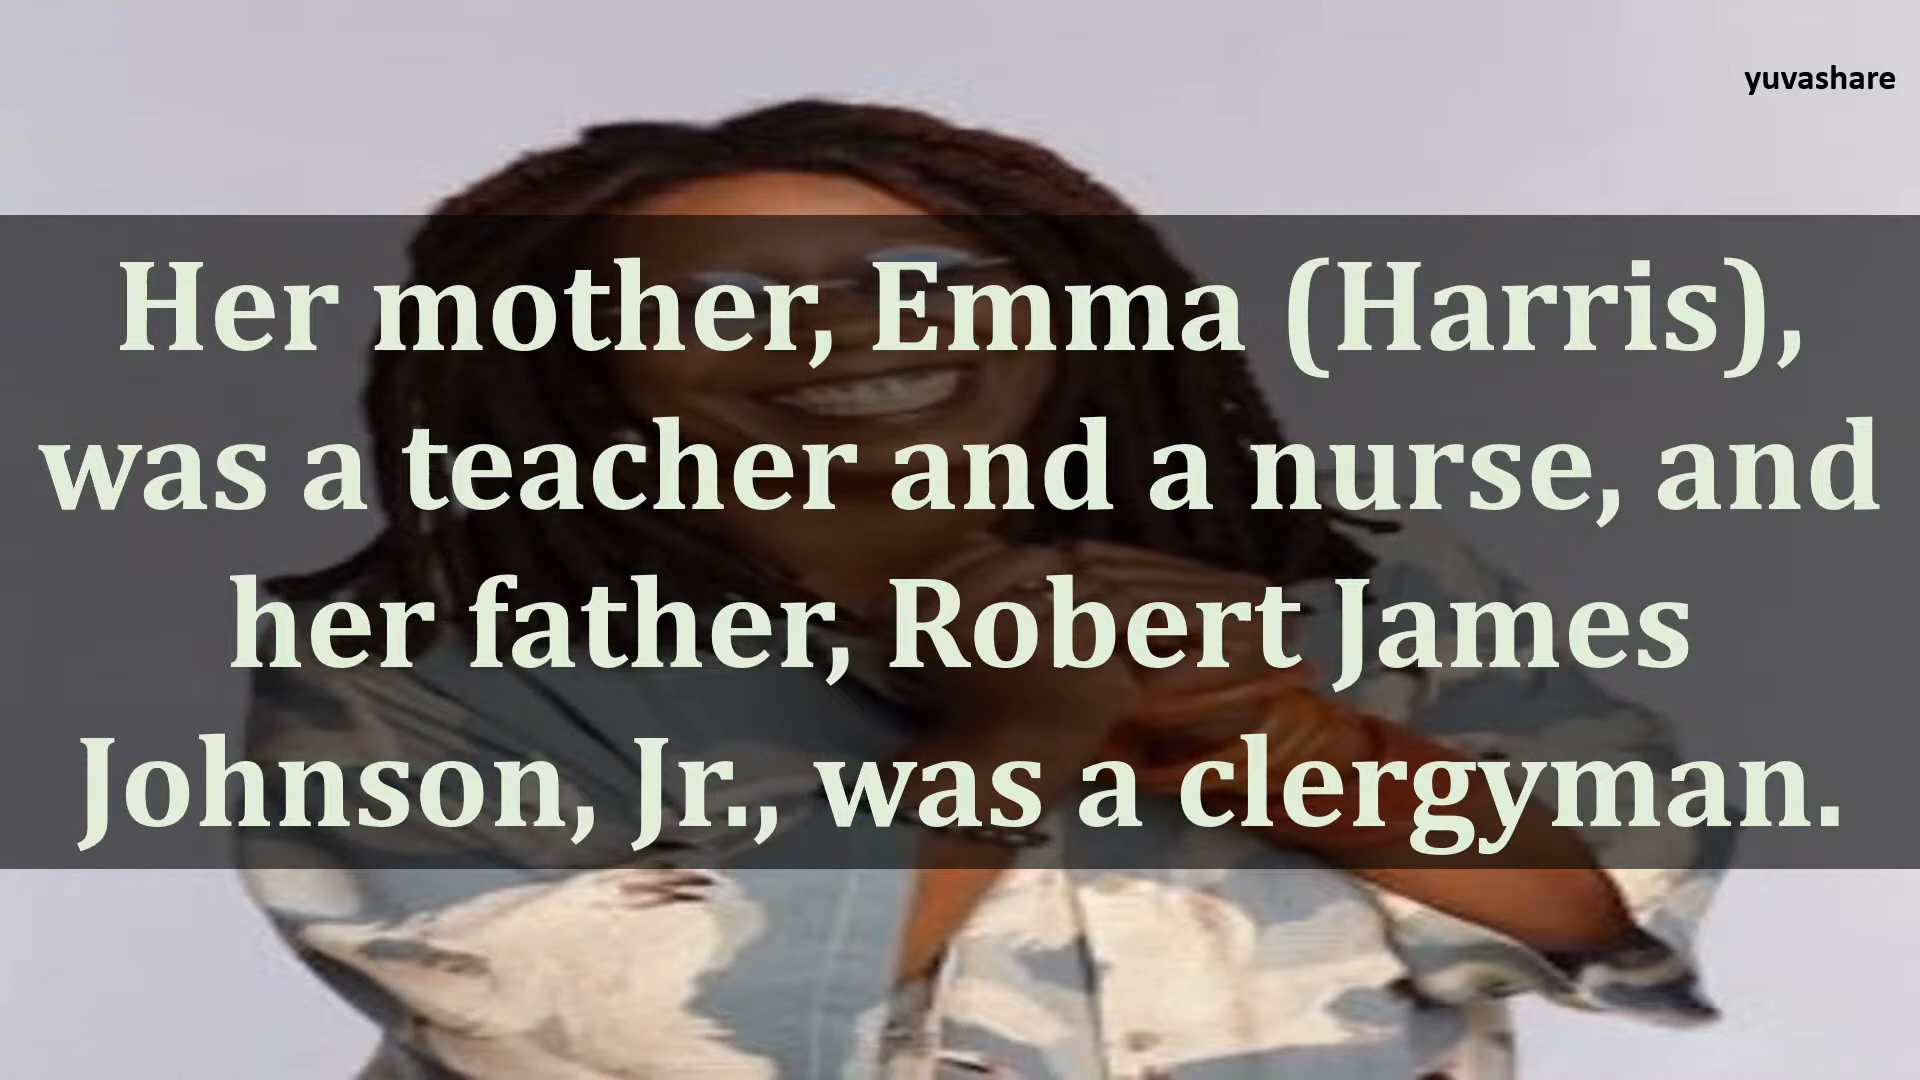 yuvashare
Her mother, Emma (Harris),
was a teacher and a nurse, and
her father, Robert James
Johnson, Jr., was a clergyman.